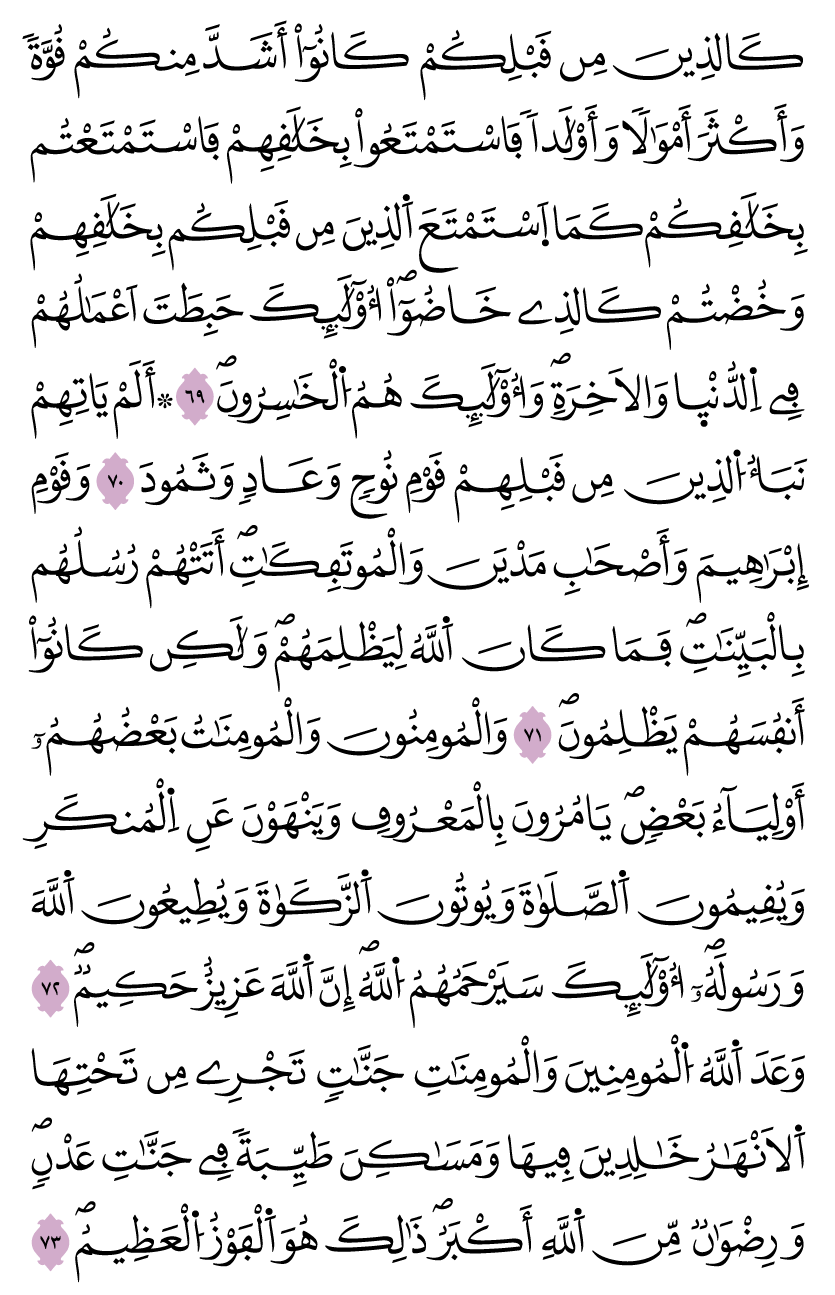 كَالذِينَ مِن قَبْلِكُمْ كَانُوٓاْ أَشَدَّ مِنكُمْ قُوَّةٗ
وَأَكْثَرَ أَمْوَٰلٗا وَأَوْلَٰداٗ فَاسْتَمْتَعُواْ بِخَلَٰقِهِمْ فَاسْتَمْتَعْتُم
بِخَلَٰقِكُمْ كَمَا اَ۪سْتَمْتَعَ اَ۬لذِينَ مِن قَبْلِكُم بِخَلَٰقِهِمْ
وَخُضْتُمْ كَالذِے خَاضُوٓاْۖ أُوْلَٰٓئِكَ حَبِطَتَ اَعْمَٰلُهُمْ
فِے اِ۬لدُّنْي۪ا وَالَاخِرَةِۖ وَأُوْلَٰٓئِكَ هُمُ اُ۬لْخَٰسِرُونَۖ ٦٩ ۞ أَلَمْ يَاتِهِمْ
نَبَأُ اُ۬لذِينَ مِن قَبْلِهِمْ قَوْمِ نُوحٖ وَعَادٖ وَثَمُودَ ٧٠ وَقَوْمِ
إِبْرَٰهِيمَ وَأَصْحَٰبِ مَدْيَنَ وَالْمُوتَفِكَٰتِۖ أَتَتْهُمْ رُسُلُهُم
بِالْبَيِّنَٰتِۖ فَمَا كَانَ اَ۬للَّهُ لِيَظْلِمَهُمْۖ وَلَٰكِن كَانُوٓاْ
أَنفُسَهُمْ يَظْلِمُونَۖ ٧١ وَالْمُومِنُونَ وَالْمُومِنَٰتُ بَعْضُهُمُۥٓ
أَوْلِيَآءُ بَعْضٖۖ يَامُرُونَ بِالْمَعْرُوفِ وَيَنْهَوْنَ عَنِ اِ۬لْمُنكَرِ
وَيُقِيمُونَ اَ۬لصَّلَوٰةَ وَيُوتُونَ اَ۬لزَّكَوٰةَ وَيُطِيعُونَ اَ۬للَّهَ
وَرَسُولَهُۥٓۖ أُوْلَٰٓئِكَ سَيَرْحَمُهُمُ اُ۬للَّهُۖ إِنَّ اَ۬للَّهَ عَزِيزٌ حَكِيمٞۖ ٧٢
وَعَدَ اَ۬للَّهُ اُ۬لْمُومِنِينَ وَالْمُومِنَٰتِ جَنَّٰتٖ تَجْرِے مِن تَحْتِهَا
اَ۬لَانْهَٰرُ خَٰلِدِينَ فِيهَا وَمَسَٰكِنَ طَيِّبَةٗ فِے جَنَّٰتِ عَدْنٖۖ
وَرِضْوَٰنٞ مِّنَ اَ۬للَّهِ أَكْبَرُۖ ذَٰلِكَ هُوَ اَ۬لْفَوْزُ اُ۬لْعَظِيمُۖ ٧٣